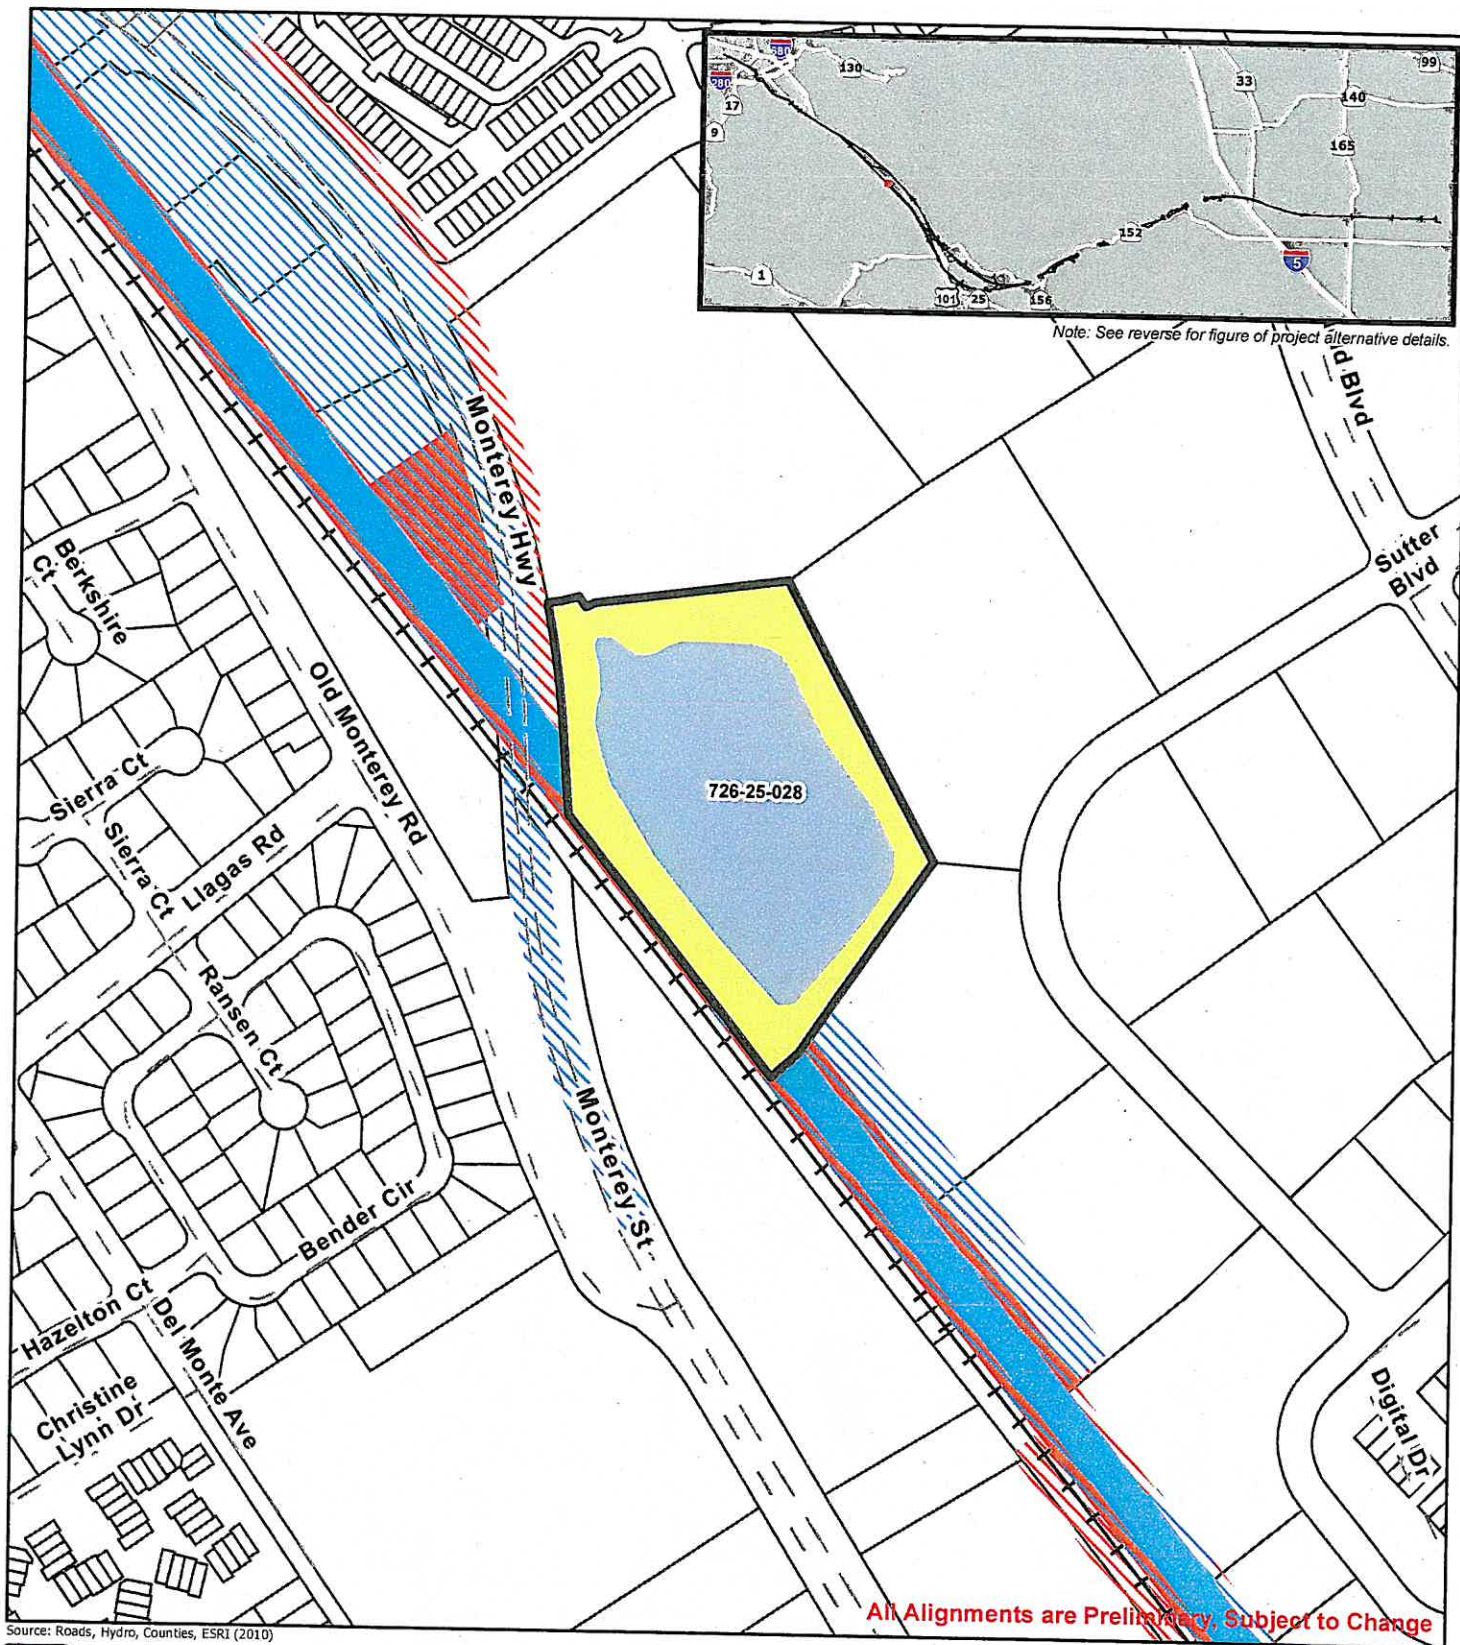 680
280
17
9
130
33
99
140
165
152
1
5
101
25
156
Note: See reverse for figure of project alternative details.
Blvd
Monterey Hwy
Sutter
Blvd
Berkshire
Ct
Old Monterey Rd
726-25-028
Sierra Ct
Sierra Ct
Llagas Rd
Ransen Ct
Monterey St
Bender Cir
Hazelton Ct
Del Monte Ave
Christine
Lynn Dr
Digital Dr
All Alignments are Preliminary, Subject to Change
Source: Roads, Hydro, Counties, ESRI (2010)